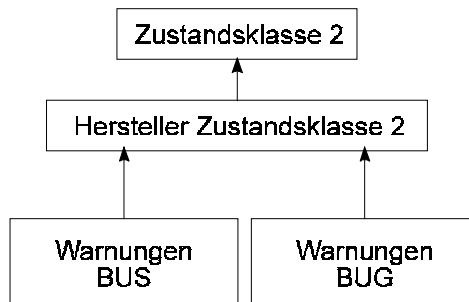 Zustandsklasse 2
Hersteller Zustandsklasse 2
Warnungen
BUS
Warnungen
BUG